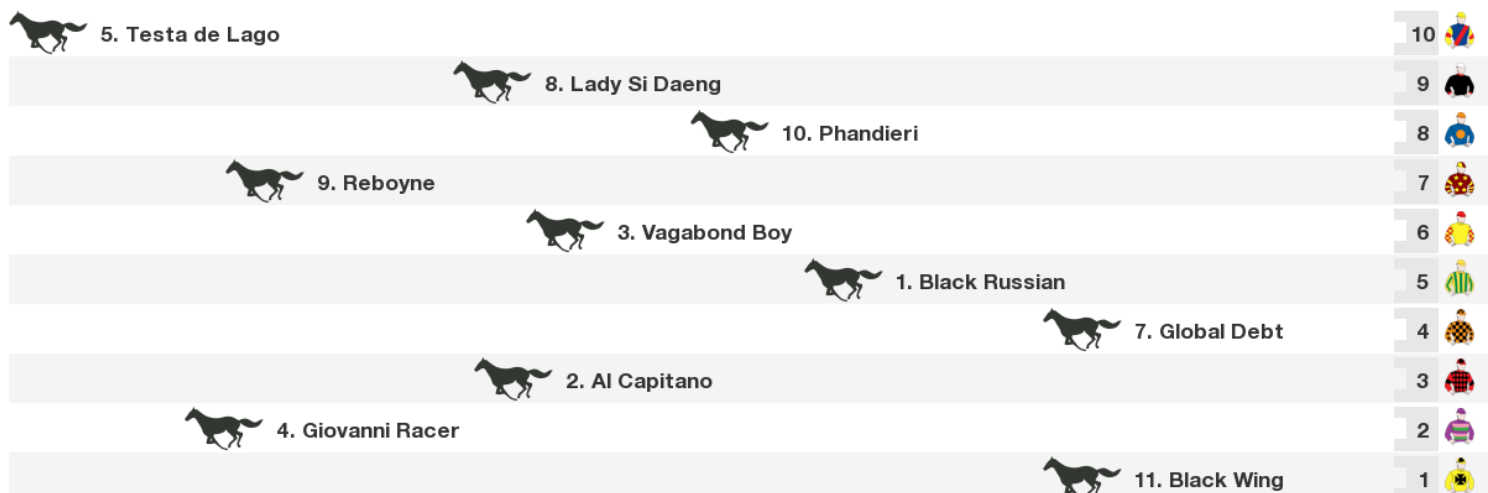 5. Testa de Lago 10
8. Lady Si Daeng 9
10. Phandieri 8
9. Reboyne 7
3. Vagabond Boy 6
1. Black Russian 5
7. Global Debt 4
2. Al Capitano 3
4. Giovanni Racer 2
11. Black Wing 1